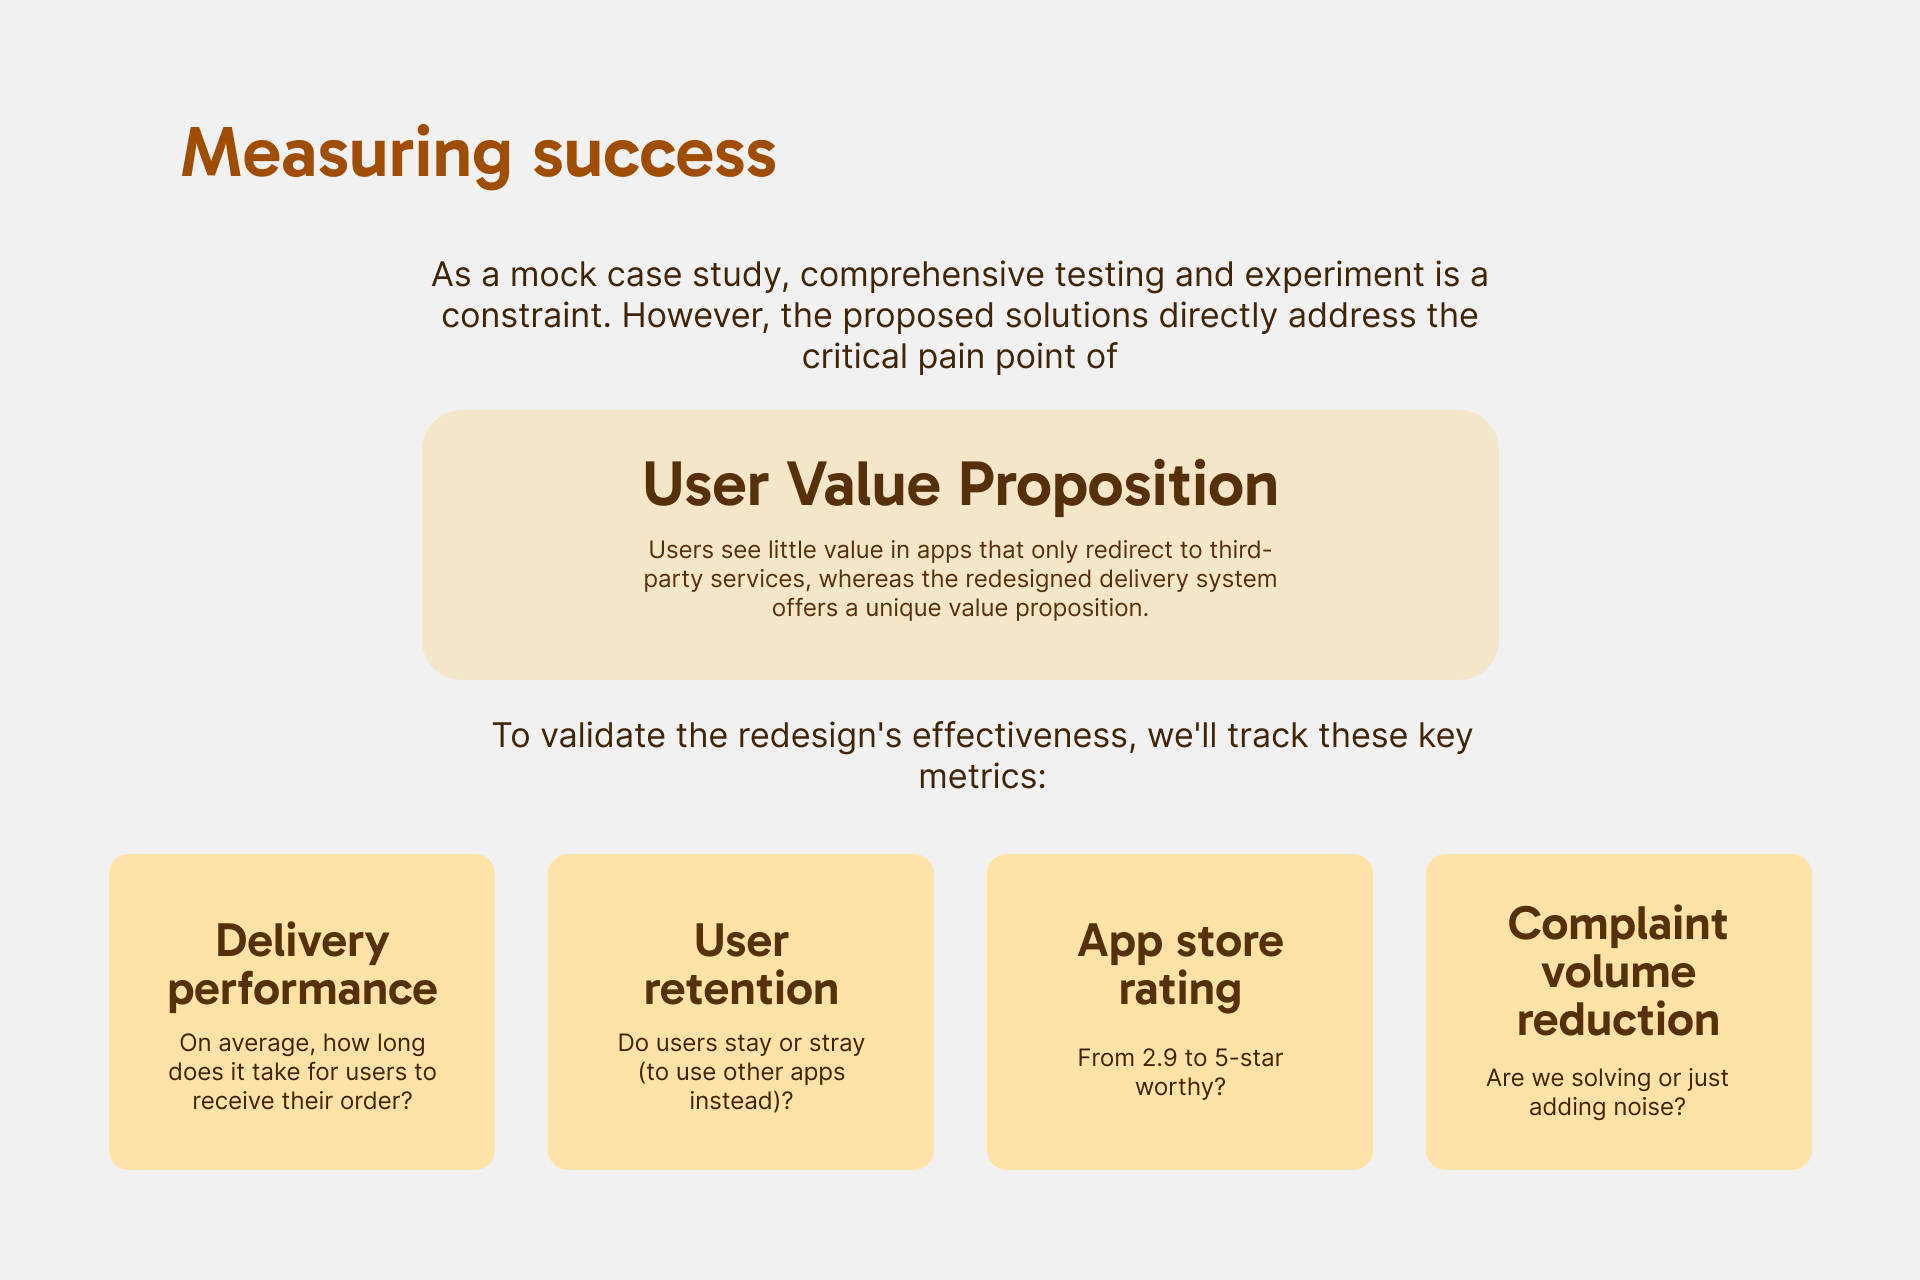 Measuring success
As a mock case study, comprehensive testing and experiment is a
constraint. However, the proposed solutions directly address the
critical pain point of
User Value Proposition
Users see little value in apps that only redirect to third-
party services, whereas the redesigned delivery system
offers a unique value proposition.
To validate the redesign's effectiveness, we'll track these key
metrics:
Delivery
performance
On average, how long
does it take for users to
receive their order?
User
retention
Do users stay or stray
(to use other apps
instead)?
App store
rating
From 2.9 to 5-star
worthy?
Complaint
volume
reduction
Are we solving or just
adding noise?